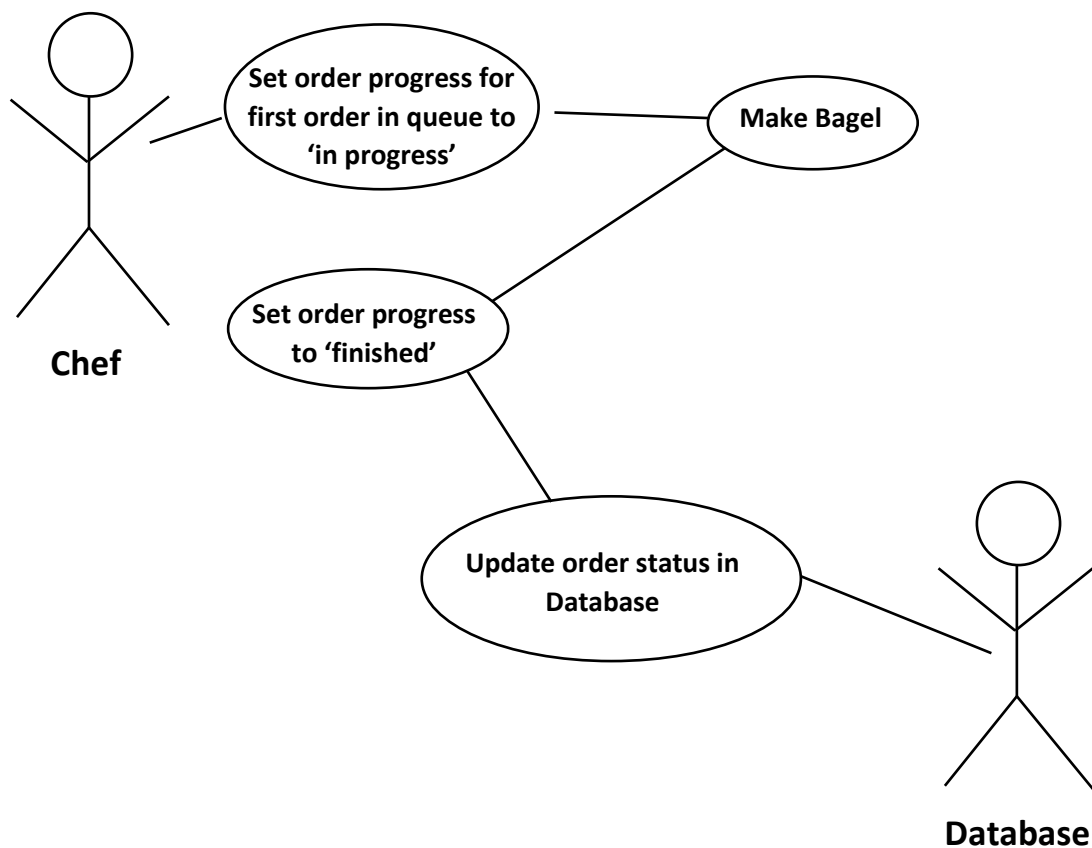 Set order progress for
first order in queue to
‘in progress’
Make Bagel
Set order progress
to ‘finished’
Chef
Update order status in
Database
Database